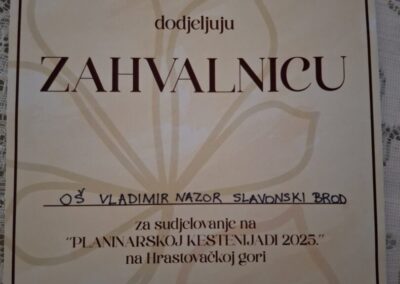 dodjeljuju
ZAHVALNICU
OŠ VLADIMIR NAZOR SLAVONSKI BROD
za sudjelovanje na
"PLANINARSKOJ KESTENIJADI 2025."
na Hrastovačkoj gori